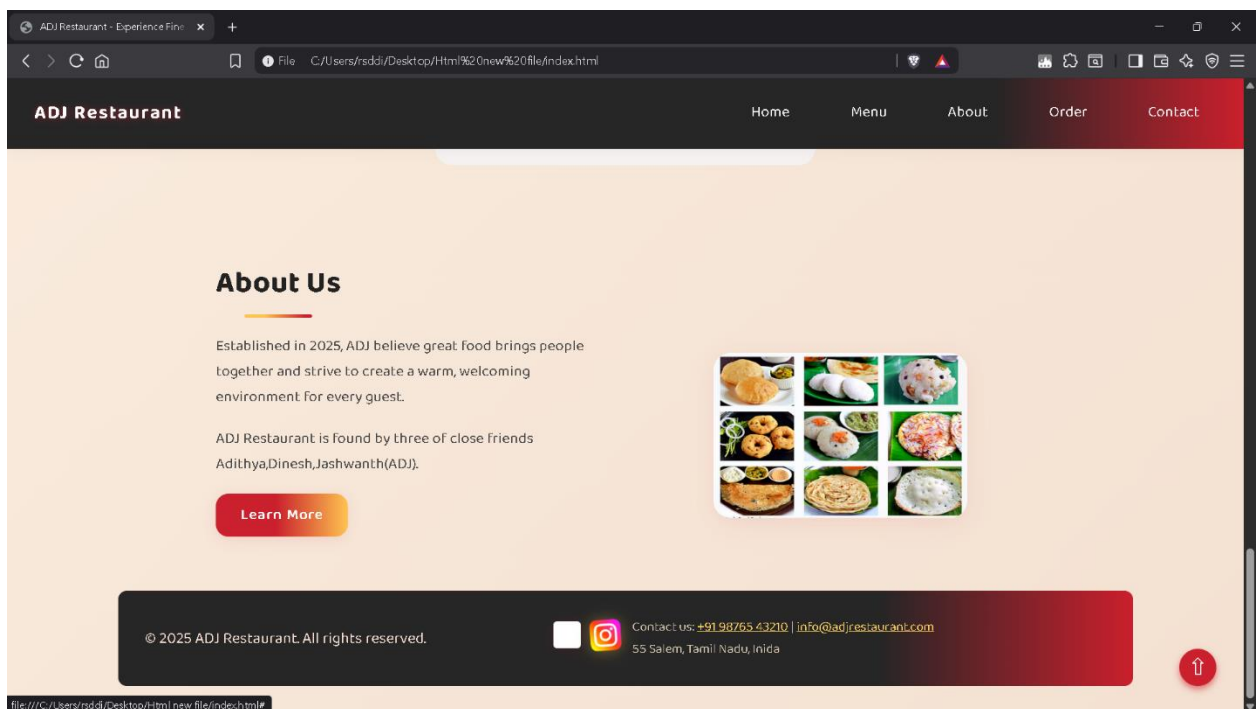 ADJ Restaurant - Experience Fine
File C:/Users/rsddi/Desktop/Html%20new%20file/index.html
ADJ Restaurant
Home Menu About Order Contact
About Us
Established in 2025, ADJ believe great food brings people
together and strive to create a warm, welcoming
environment for every guest.
ADJ Restaurant is found by three of close friends
Adithya,Dinesh,Jashwanth(ADJ).
Learn More
© 2025 ADJ Restaurant. All rights reserved.
Contact us: +91 98765 43210 | info@adjrestaurant.com
55 Salem, Tamil Nadu, Inida
file:///C:/Users/rsddi/Desktop/Html new file/index.html#